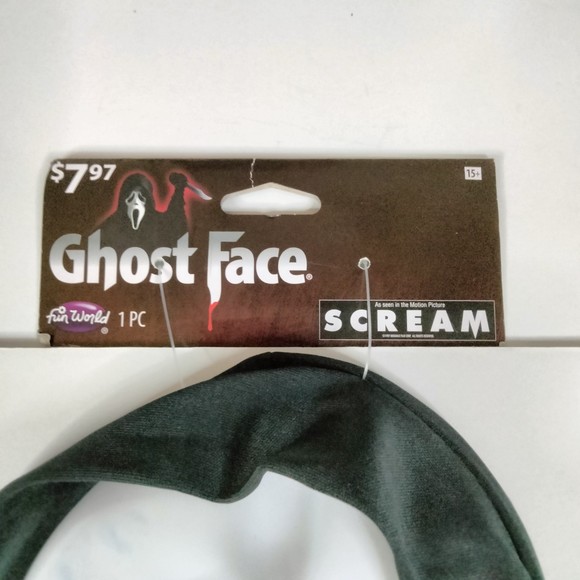 $7.97
15+
Ghost Face®
fun World®
1 PC
As seen in the Motion Picture
SCREAM